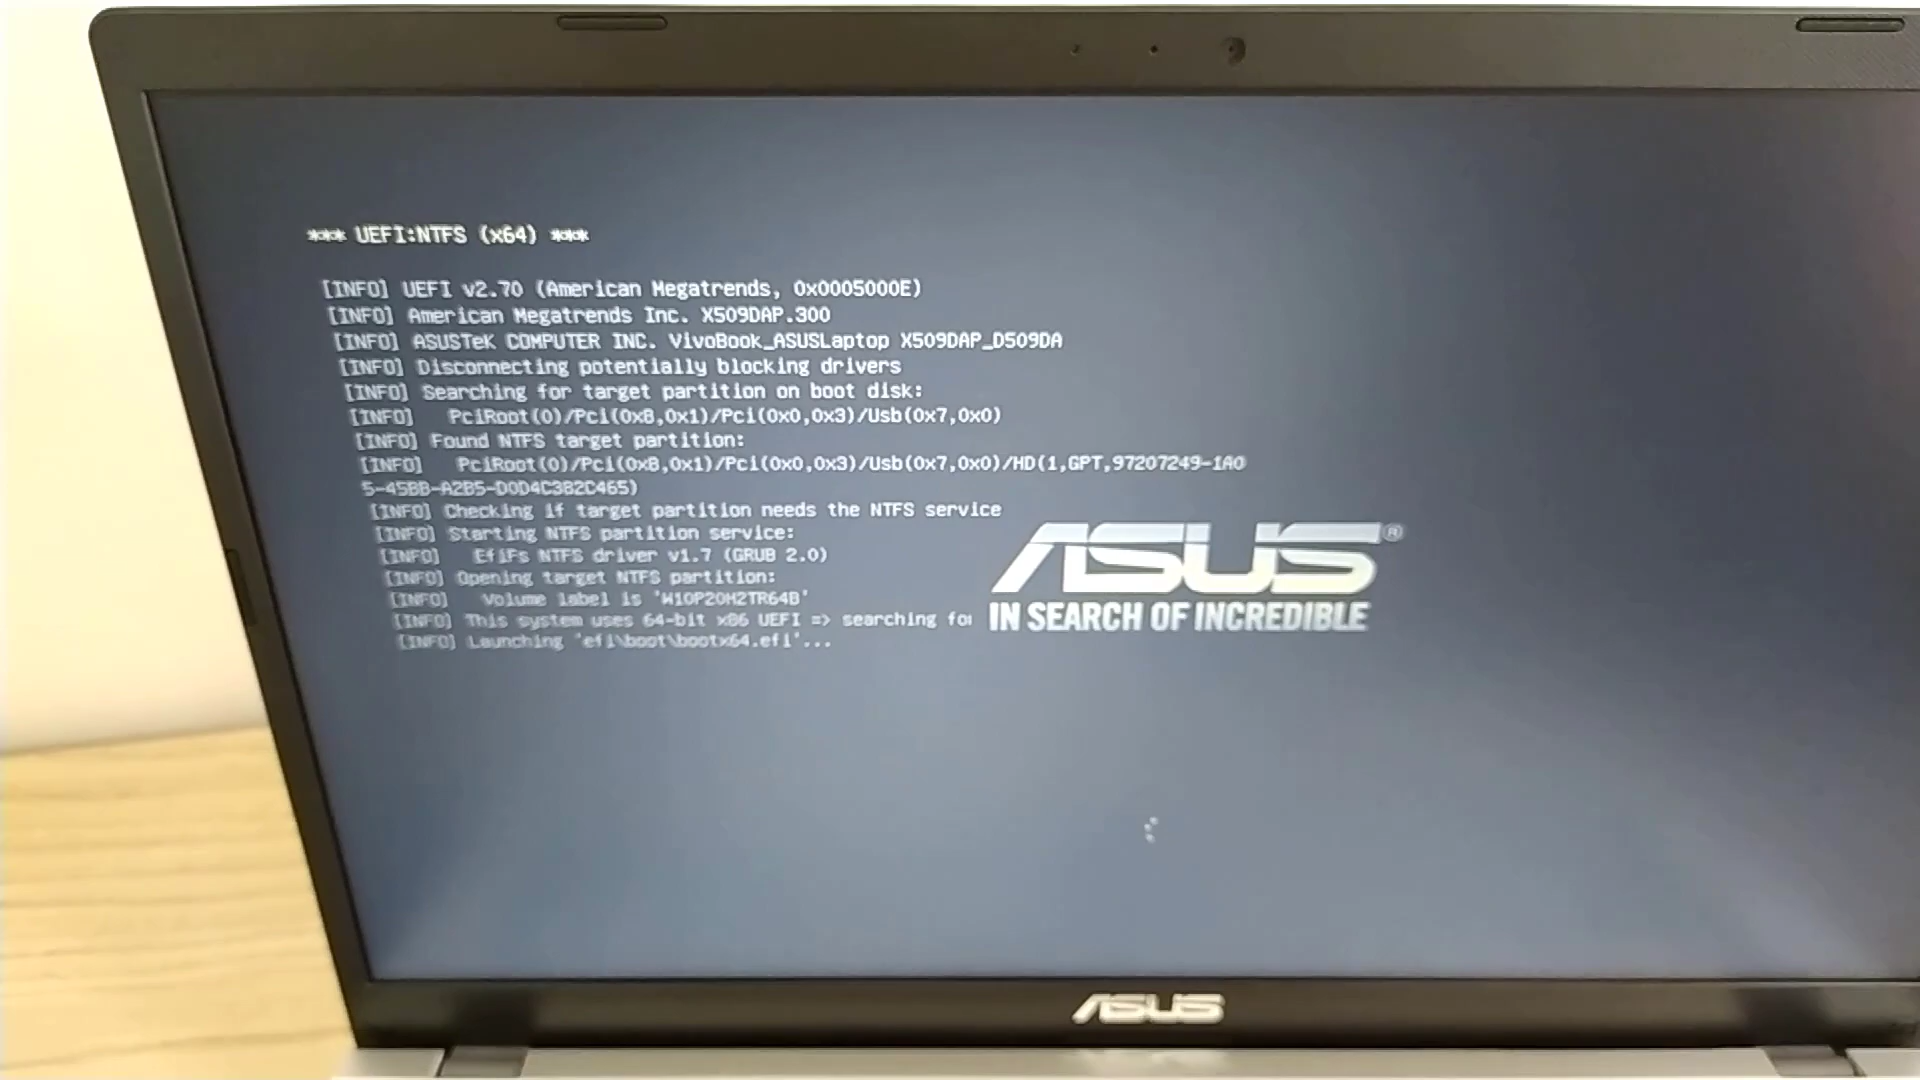 *** UEFI:NTFS (x64) ***
[INFO] UEFI v2.70 (American Megatrends, 0x0005000E)
[INFO] American Megatrends Inc. X509DAP.300
[INFO] ASUSTeK COMPUTER INC. VivoBook_ASUSLaptop X509DAP_D509DA
[INFO] Disconnecting potentially blocking drivers
[INFO] Searching for target partition on boot disk:
[INFO] PciRoot(0)/Pci(0x8,0x1)/Pci(0x0,0x3)/Usb(0x7,0x0)
[INFO] Found NTFS target partition:
[INFO] PciRoot(0)/Pci(0x8,0x1)/Pci(0x0,0x3)/Usb(0x7,0x0)/HD(1,GPT,97207249-1A0
5-45BB-A2B5-D0D4C382C465)
[INFO] Checking if target partition needs the NTFS service
[INFO] Starting NTFS partition service:
[INFO] EfiFs NTFS driver v1.7 (GRUB 2.0)
[INFO] Opening target NTFS partition:
[INFO] Volume label is 'W10P20H2TR64B'
[INFO] This system uses 64-bit x86 UEFI => searching for
[INFO] Launching 'efi\boot\bootx64.efi'...
ASUS®
IN SEARCH OF INCREDIBLE
ASUS